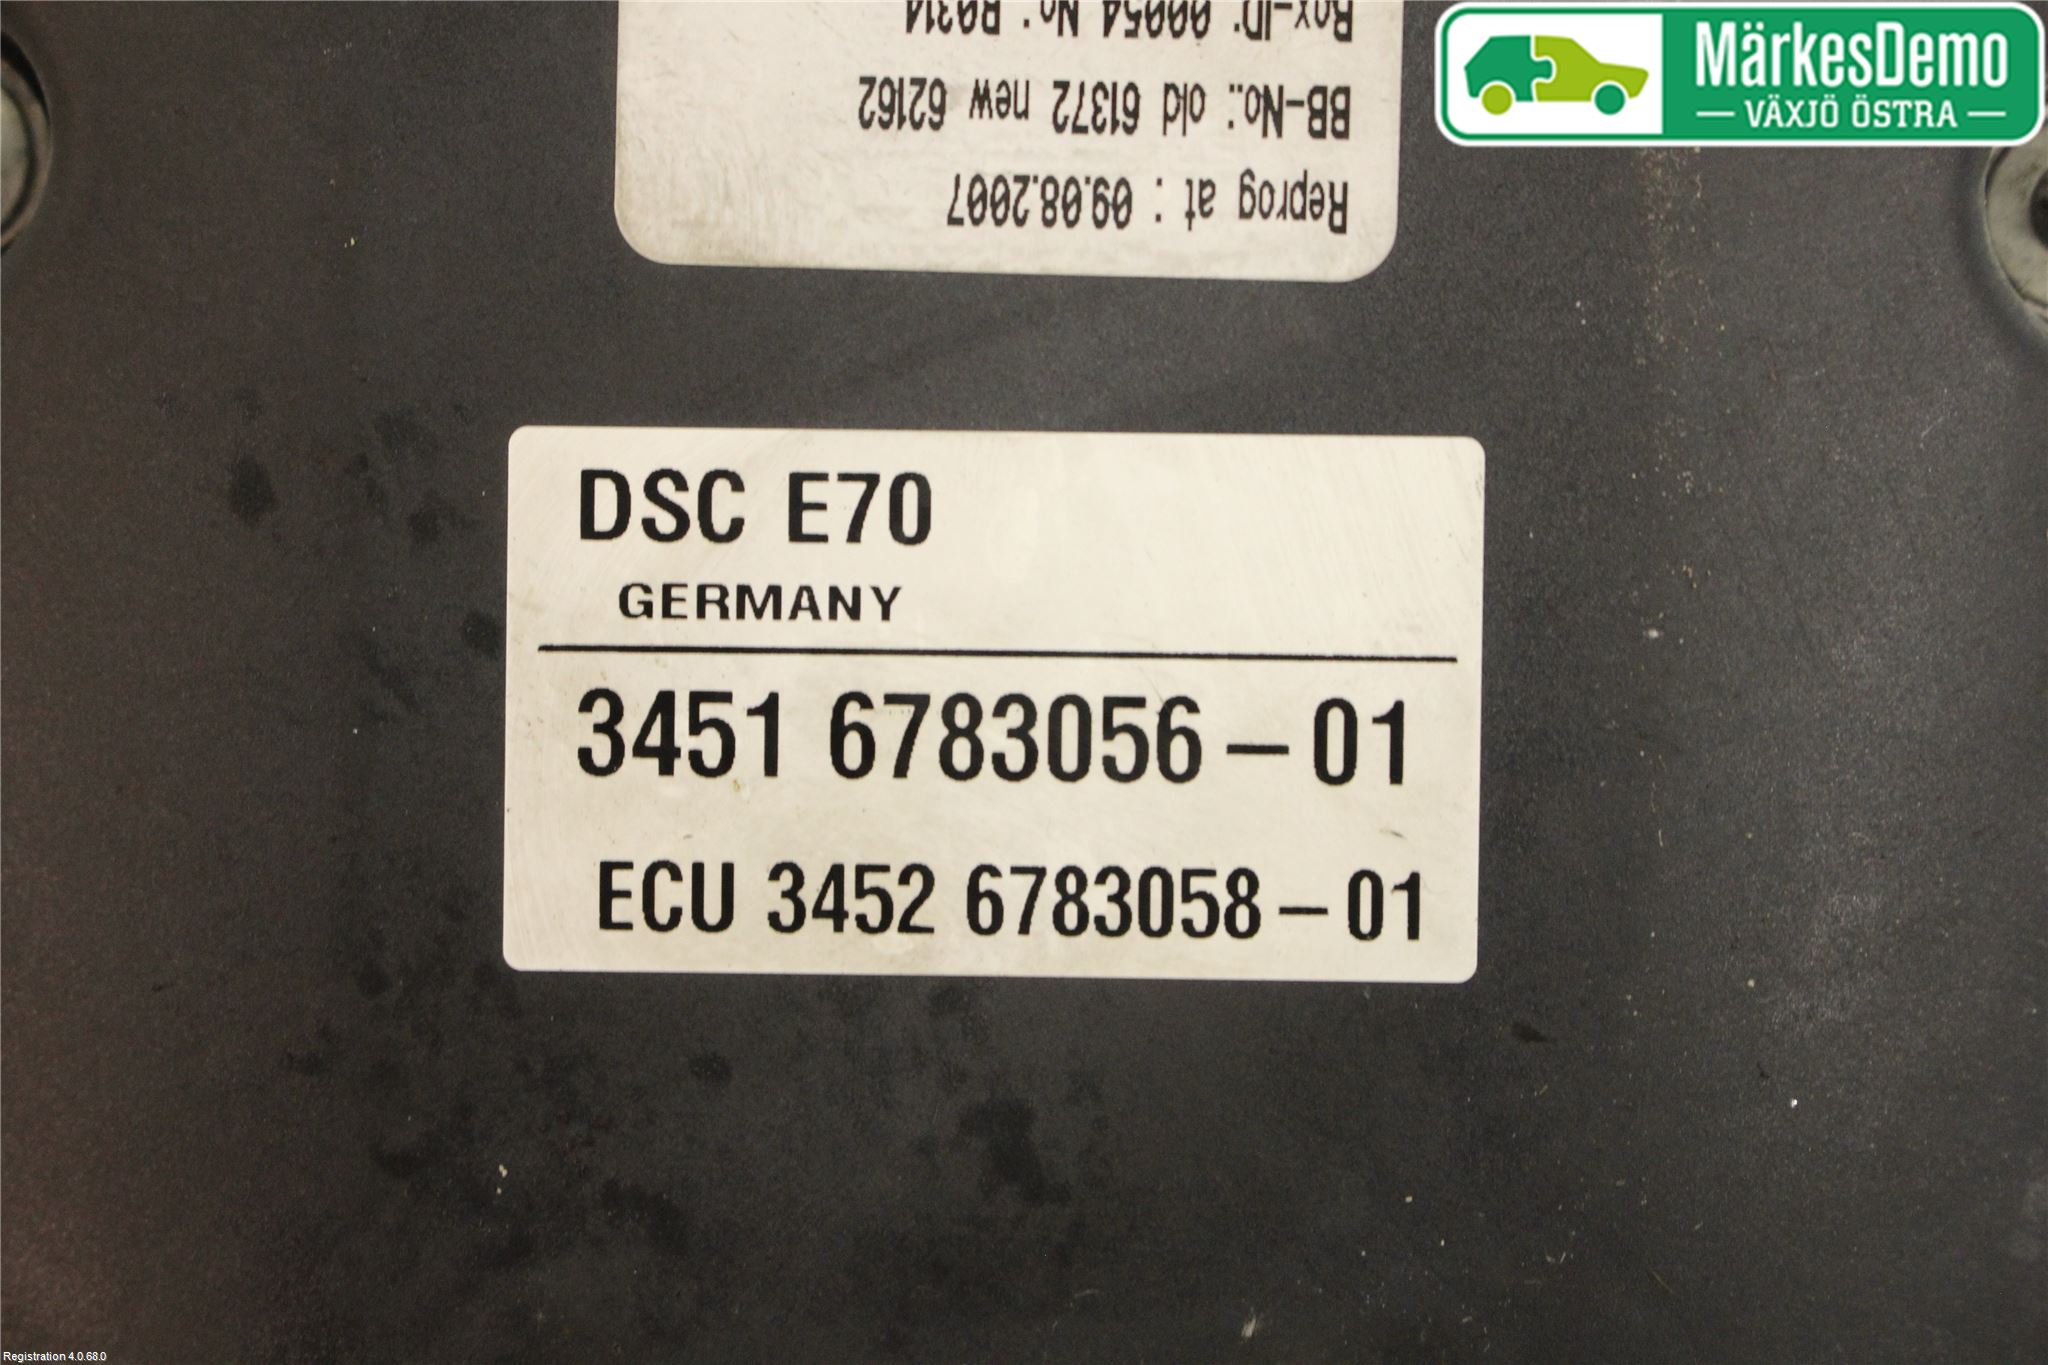 MärkesDemo
— VÄXJÖ ÖSTRA —
Reprog at : 09.08.2007
BB-No.: old 61372 new 62162
Box-ID: 00054 No: B0314
DSC E70
GERMANY
3451 6783056-01
ECU 3452 6783058-01
Registration 4.0.68.0